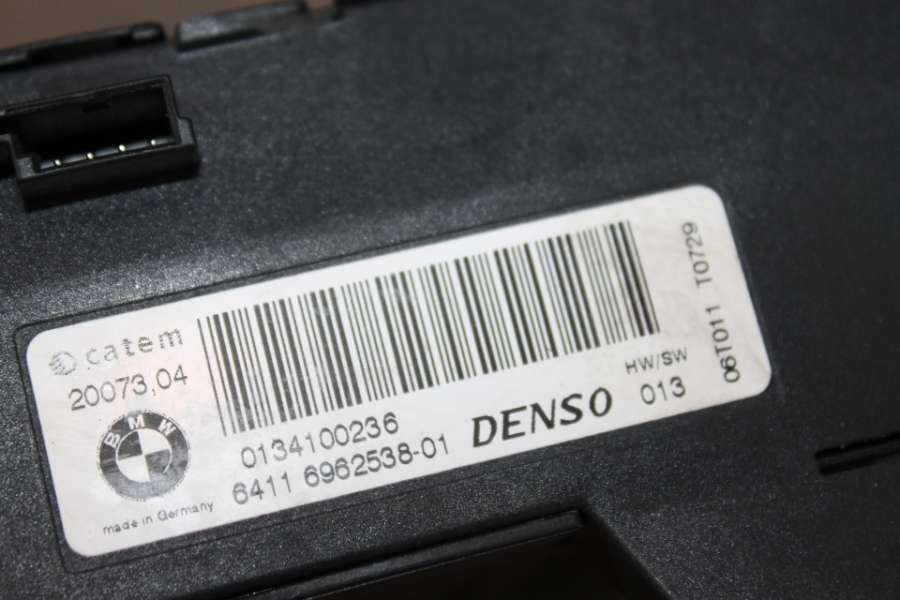 catem
20073,04
BMW
made in Germany
0134100236
6411 6962538-01
DENSO
HW/SW
013
06T011 T0729